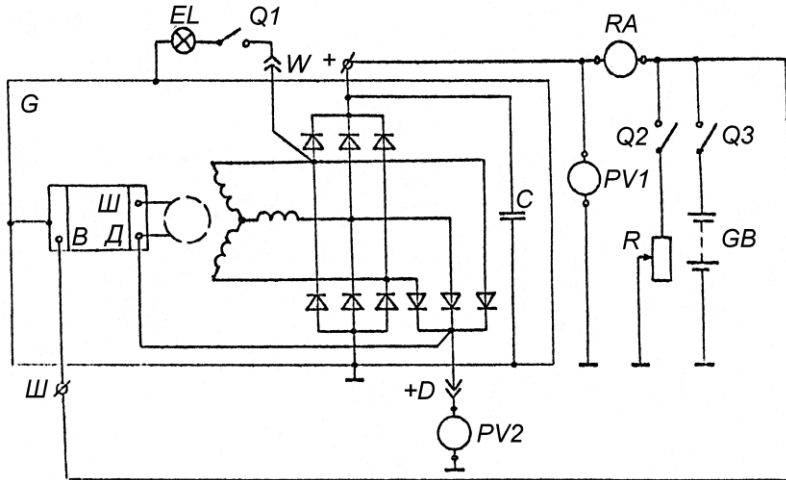 EL
Q1
RA
W
+
G
Q2
Q3
PV1
C
Ш
В
Д
R
GB
Ш
+D
PV2